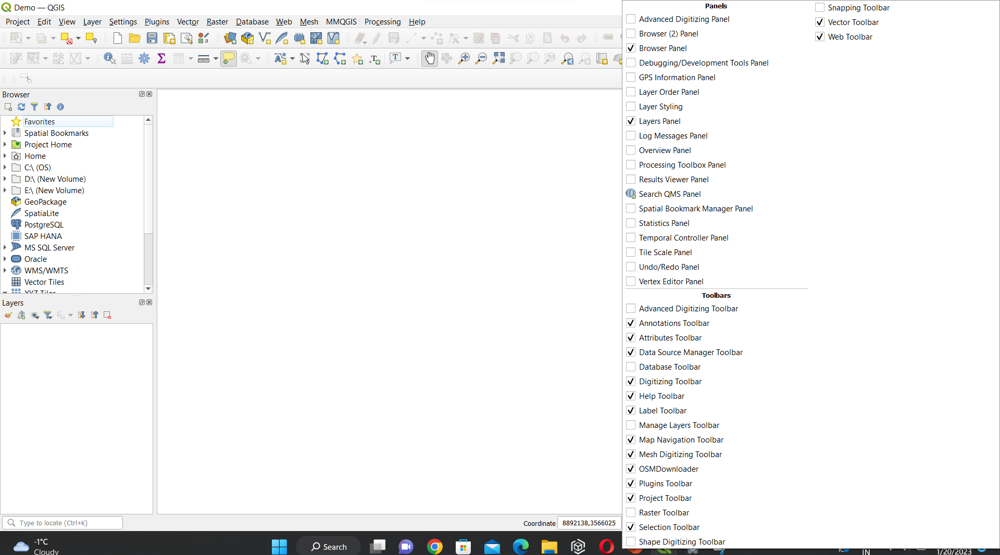 Demo — QGIS
Project Edit View Layer Settings Plugins Vector Raster Database Web Mesh MMQGIS Processing Help
abc
T
T
1:1
Browser
Favorites
Spatial Bookmarks
Project Home
Home
C:\ (OS)
D:\ (New Volume)
E:\ (New Volume)
GeoPackage
SpatiaLite
PostgreSQL
SAP HANA
MS SQL Server
Oracle
WMS/WMTS
Vector Tiles
XYZ Tiles
Layers
Type to locate (Ctrl+K)
Coordinate 8892138,3566025
Panels
Advanced Digitizing Panel
Browser (2) Panel
Browser Panel
Debugging/Development Tools Panel
GPS Information Panel
Layer Order Panel
Layer Styling
Layers Panel
Log Messages Panel
Overview Panel
Processing Toolbox Panel
Results Viewer Panel
Search QMS Panel
Spatial Bookmark Manager Panel
Statistics Panel
Temporal Controller Panel
Tile Scale Panel
Undo/Redo Panel
Vertex Editor Panel
Toolbars
Advanced Digitizing Toolbar
Annotations Toolbar
Attributes Toolbar
Data Source Manager Toolbar
Database Toolbar
Digitizing Toolbar
Help Toolbar
Label Toolbar
Manage Layers Toolbar
Map Navigation Toolbar
Mesh Digitizing Toolbar
OSMDownloader
Plugins Toolbar
Project Toolbar
Raster Toolbar
Selection Toolbar
Shape Digitizing Toolbar
Snapping Toolbar
Vector Toolbar
Web Toolbar
-1°C
Cloudy
Search
IN
1/20/2023